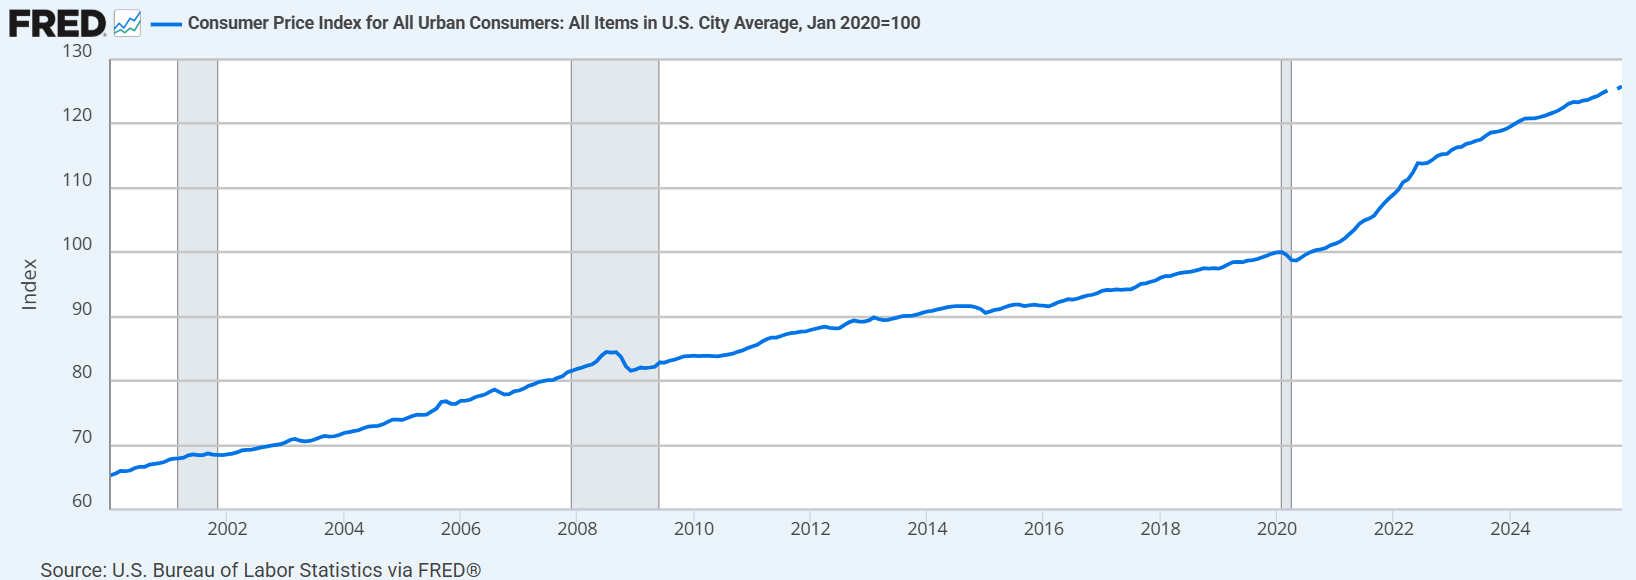 FRED Consumer Price Index for All Urban Consumers: All Items in U.S. City Average, Jan 2020=100
130
120
110
100
90
80
70
60
Index
2002 2004 2006 2008 2010 2012 2014 2016 2018 2020 2022 2024
Source: U.S. Bureau of Labor Statistics via FRED®